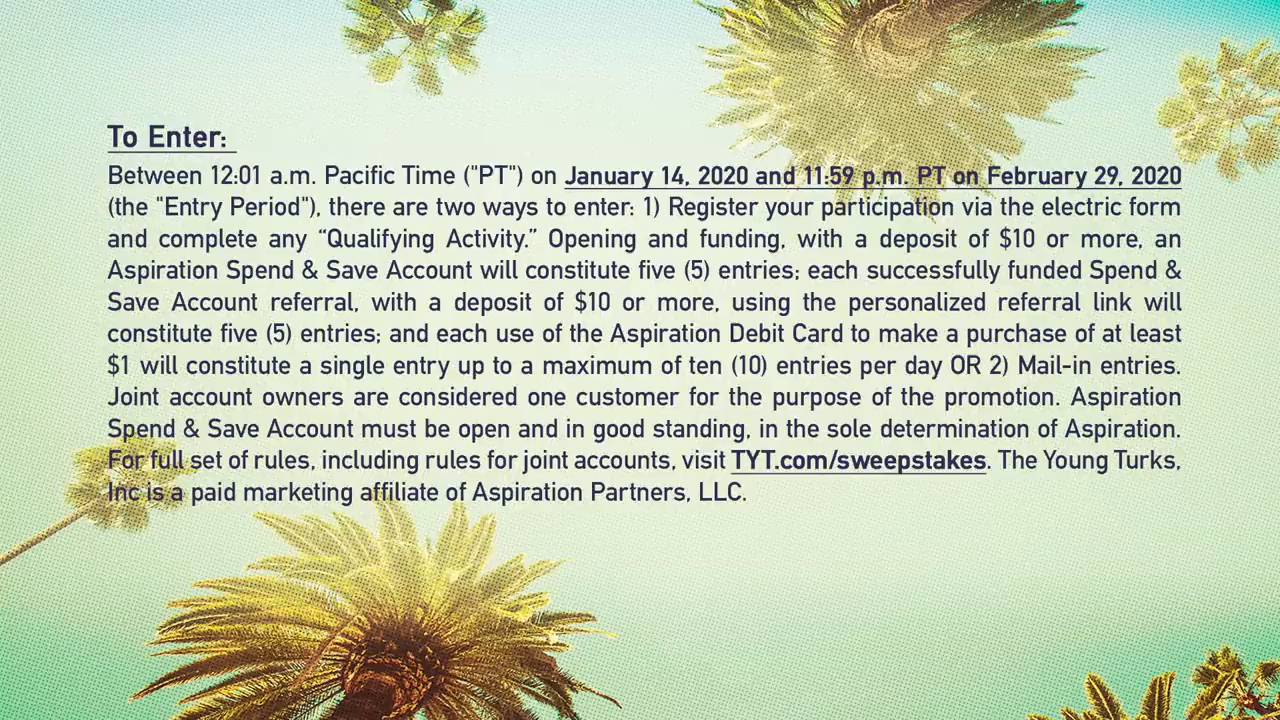 To Enter:
Between 12:01 a.m. Pacific Time ("PT") on January 14, 2020 and 11:59 p.m. PT on February 29, 2020
(the "Entry Period"), there are two ways to enter: 1) Register your participation via the electric form
and complete any “Qualifying Activity.” Opening and funding, with a deposit of $10 or more, an
Aspiration Spend & Save Account will constitute five (5) entries; each successfully funded Spend &
Save Account referral, with a deposit of $10 or more, using the personalized referral link will
constitute five (5) entries; and each use of the Aspiration Debit Card to make a purchase of at least
$1 will constitute a single entry up to a maximum of ten (10) entries per day OR 2) Mail-in entries.
Joint account owners are considered one customer for the purpose of the promotion. Aspiration
Spend & Save Account must be open and in good standing, in the sole determination of Aspiration.
For full set of rules, including rules for joint accounts, visit TYT.com/sweepstakes. The Young Turks,
Inc is a paid marketing affiliate of Aspiration Partners, LLC.